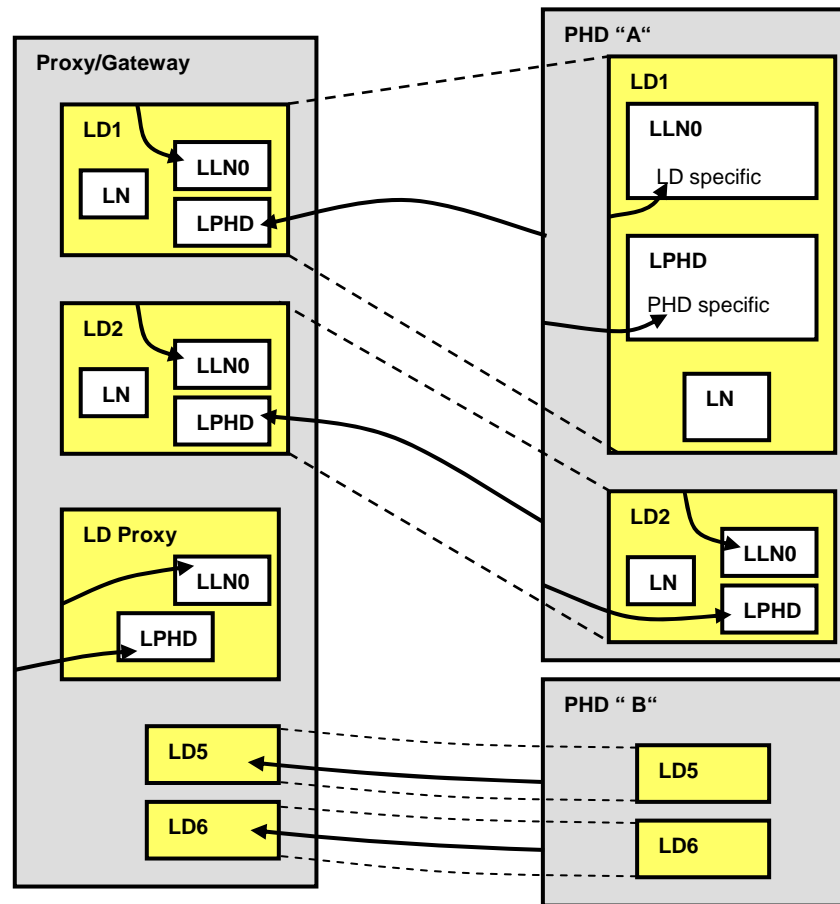 Proxy/Gateway
LD1
LLN0
LN
LPHD
LD2
LLN0
LN
LPHD
LD Proxy
LLN0
LPHD
LD5
LD6
PHD “A“
LD1
LLN0
LD specific
LPHD
PHD specific
LN
LD2
LLN0
LN
LPHD
PHD “ B“
LD5
LD6